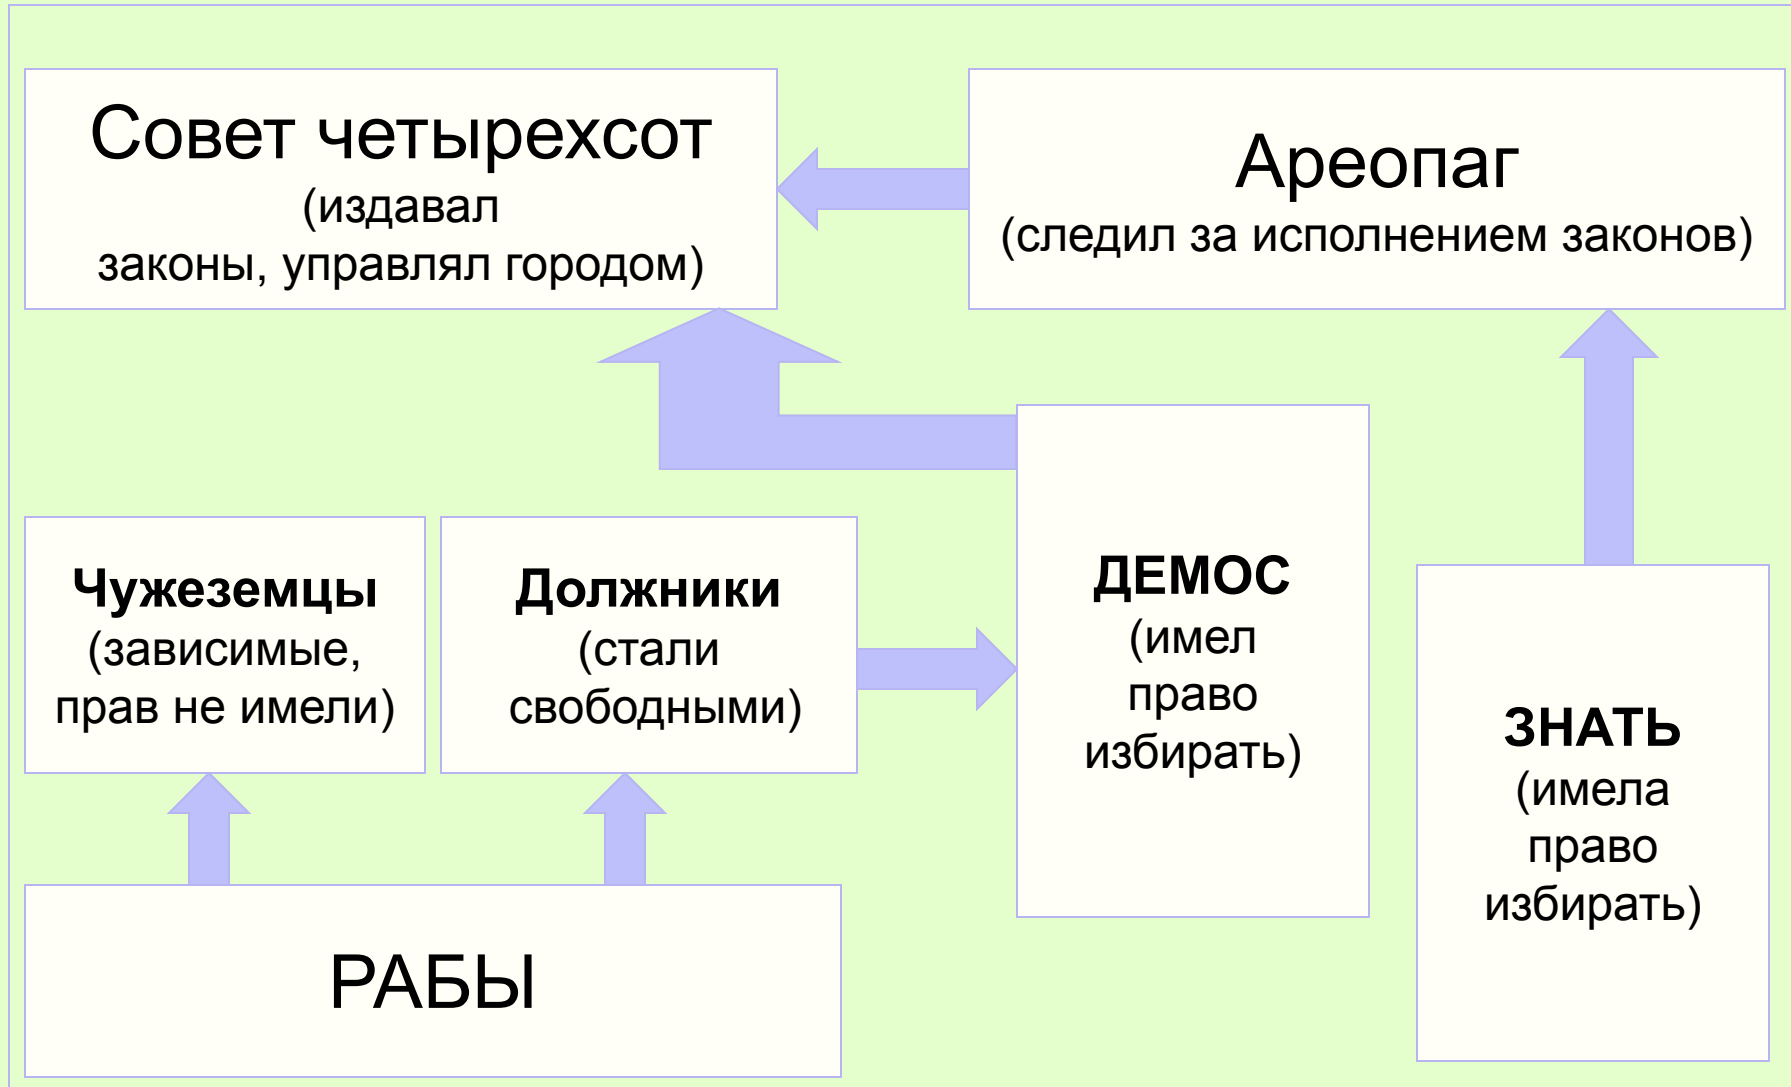 Совет четырехсот
(издавал
законы, управлял городом)
Ареопаг
(следил за исполнением законов)
Чужеземцы
(зависимые,
прав не имели)
Должники
(стали
свободными)
ДЕМОС
(имел
право
избирать)
ЗНАТЬ
(имела
право
избирать)
РАБЫ